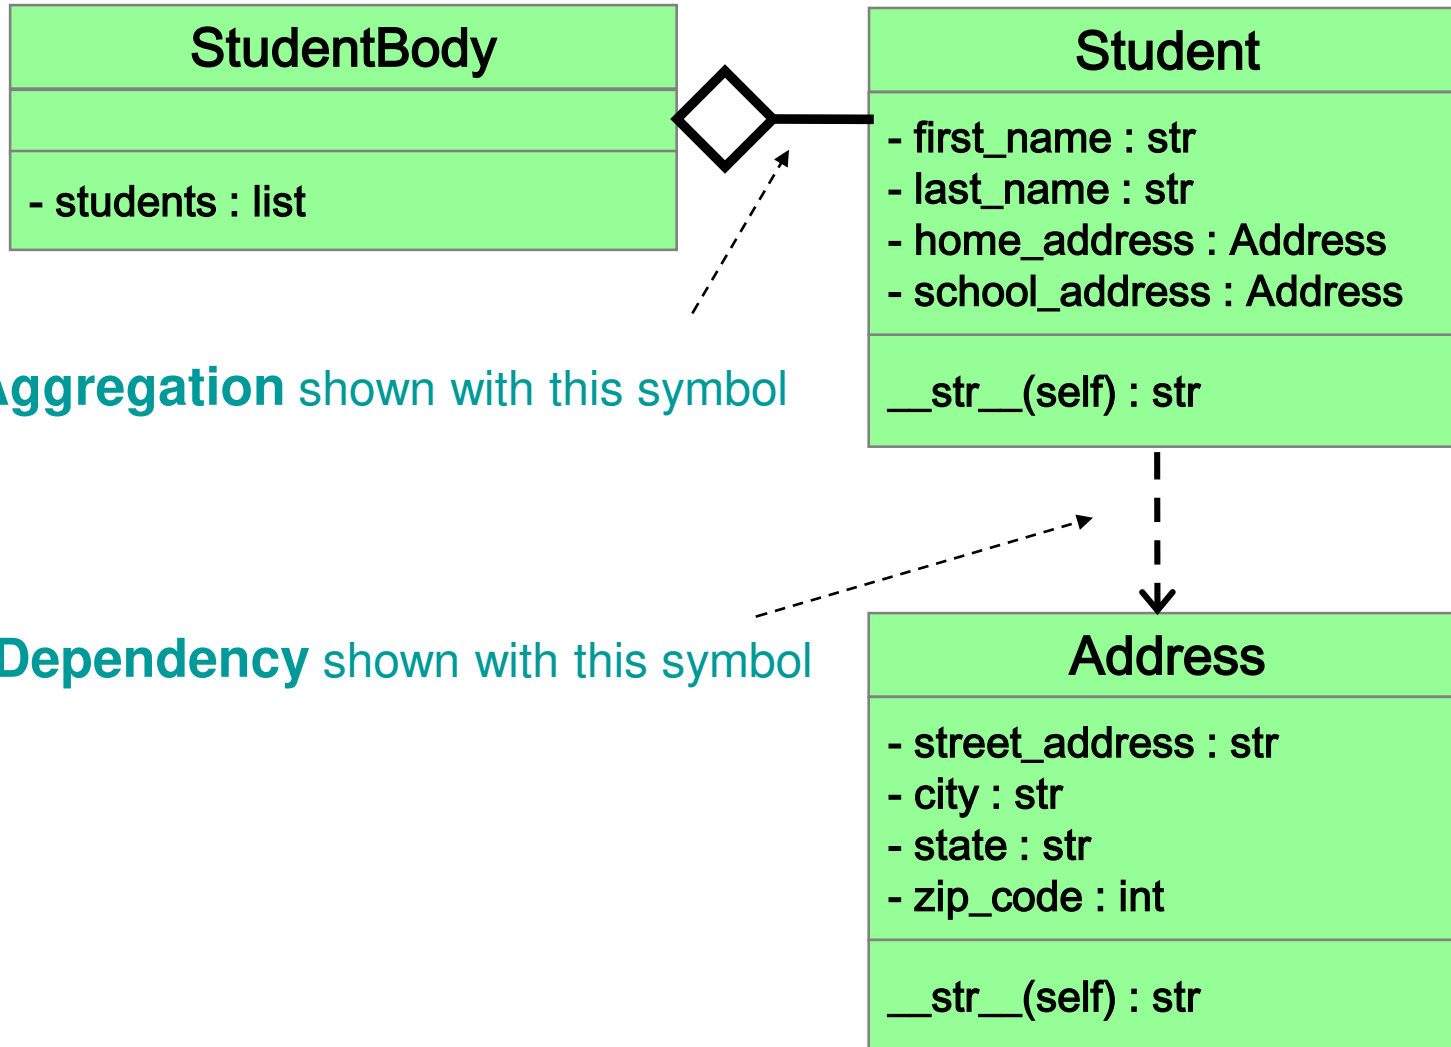 StudentBody
- students : list
Student
- first_name : str
- last_name : str
- home_address : Address
- school_address : Address
__str__(self) : str
Aggregation shown with this symbol
Dependency shown with this symbol
Address
- street_address : str
- city : str
- state : str
- zip_code : int
__str__(self) : str